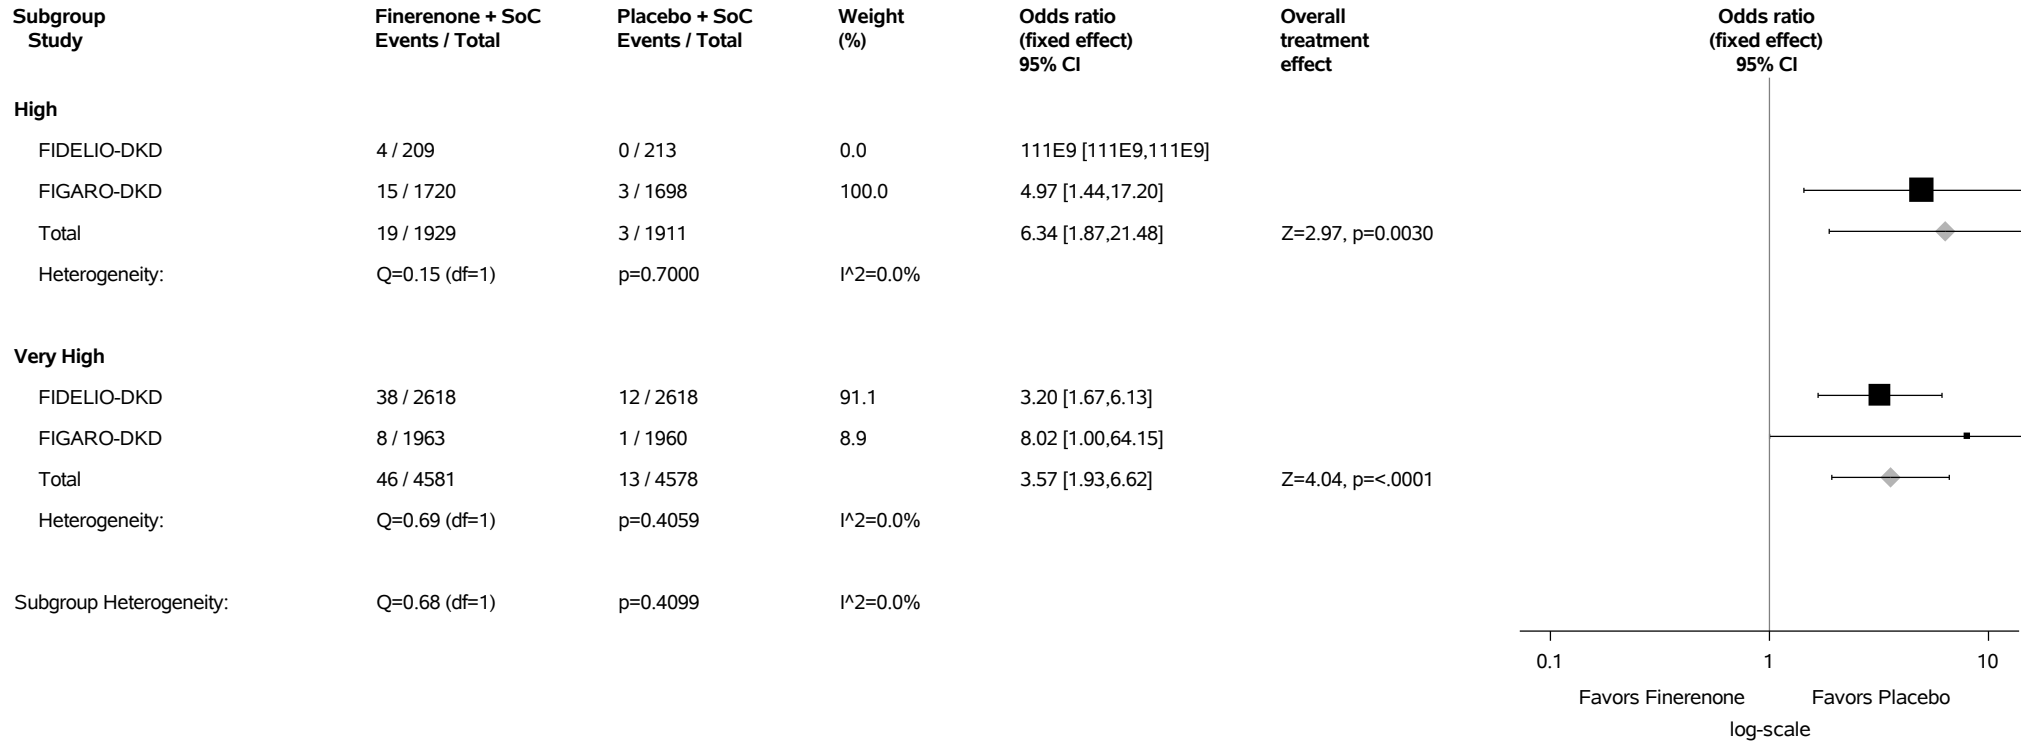 Subgroup Finerenone + SoC Placebo + SoC Weight Odds ratio Overall Odds ratio
Study Events / Total Events / Total (%) (fixed effect) treatment (fixed effect)
95% CI effect 95% CI
High
FIDELIO-DKD 4 / 209 0 / 213 0.0 111E9 [111E9,111E9]
FIGARO-DKD 15 / 1720 3 / 1698 100.0 4.97 [1.44,17.20]
Total 19 / 1929 3 / 1911 6.34 [1.87,21.48] Z=2.97, p=0.0030
Heterogeneity: Q=0.15 (df=1) p=0.7000 I^2=0.0%
Very High
FIDELIO-DKD 38 / 2618 12 / 2618 91.1 3.20 [1.67,6.13]
FIGARO-DKD 8 / 1963 1 / 1960 8.9 8.02 [1.00,64.15]
Total 46 / 4581 13 / 4578 3.57 [1.93,6.62] Z=4.04, p=<.0001
Heterogeneity: Q=0.69 (df=1) p=0.4059 I^2=0.0%
Subgroup Heterogeneity: Q=0.68 (df=1) p=0.4099 I^2=0.0%
0.1 1 10
Favors Finerenone Favors Placebo
log-scale